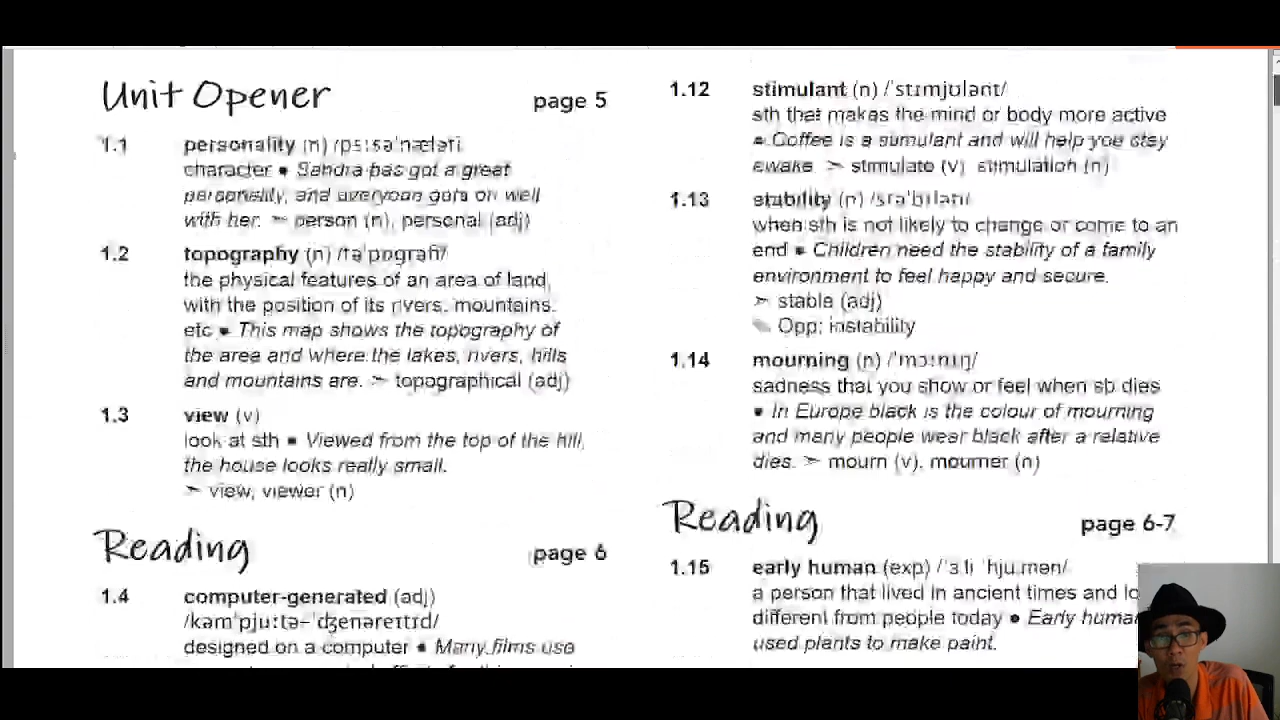 Unit Opener page 5
1.1 personality (n) /ˌpɜːsəˈnæləti/
character ● Sandra has got a great
personality, and everyone gets on well
with her. ➣ person (n), personal (adj)
1.2 topography (n) /təˈpɒɡrəfi/
the physical features of an area of land,
with the position of its rivers, mountains,
etc ● This map shows the topography of
the area and where the lakes, rivers, hills
and mountains are. ➣ topographical (adj)
1.3 view (v)
look at sth ● Viewed from the top of the hill,
the house looks really small.
➣ view, viewer (n)
Reading page 6
1.4 computer-generated (adj)
/kəmˈpjuːtə-ˈdʒenəreɪtɪd/
designed on a computer ● Many films use
1.12 stimulant (n) /ˈstɪmjʊlənt/
sth that makes the mind or body more active
● Coffee is a stimulant and will help you stay
awake. ➣ stimulate (v), stimulation (n)
1.13 stability (n) /stəˈbɪləti/
when sth is not likely to change or come to an
end ● Children need the stability of a family
environment to feel happy and secure.
➣ stable (adj)
✎ Opp: instability
1.14 mourning (n) /ˈmɔːnɪŋ/
sadness that you show or feel when sb dies
● In Europe black is the colour of mourning
and many people wear black after a relative
dies. ➣ mourn (v), mourner (n)
Reading page 6-7
1.15 early human (exp) /ˈɜːli ˈhjuːmən/
a person that lived in ancient times and
different from people today ● Early
used plants to make paint.